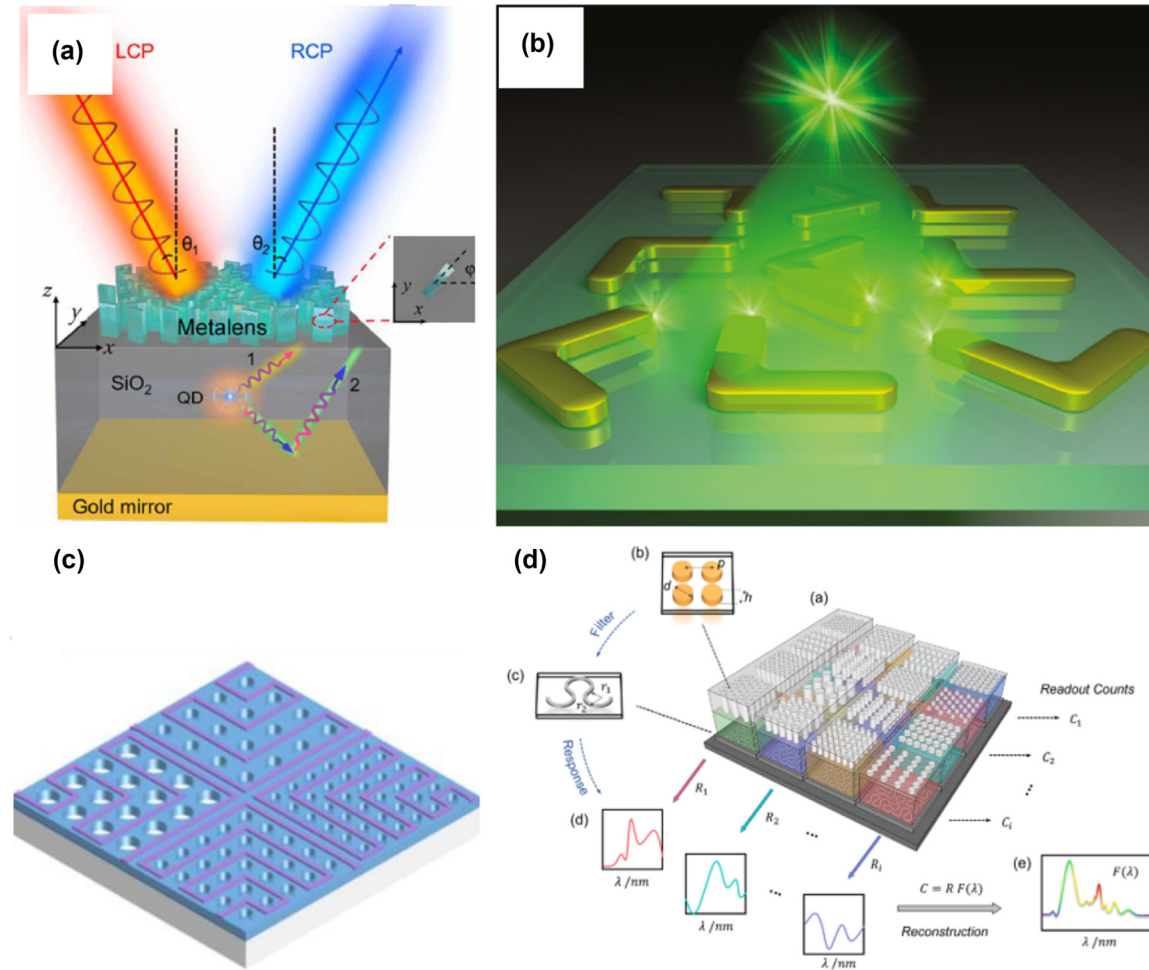 (a)
LCP
RCP
θ1
θ2
z
y
x
Metalens
y
x
φ
SiO2
QD
1
2
Gold mirror
(b)
(c)
(d)
(b)
p
d
h
(a)
Filter
(c)
r1
r2
Response
Readout Counts
C1
C2
⋮
Ci
R1
R2
...
Ri
(d)
λ /nm
λ /nm
...
λ /nm
C = R F(λ)
Reconstruction
(e)
F(λ)
λ /nm